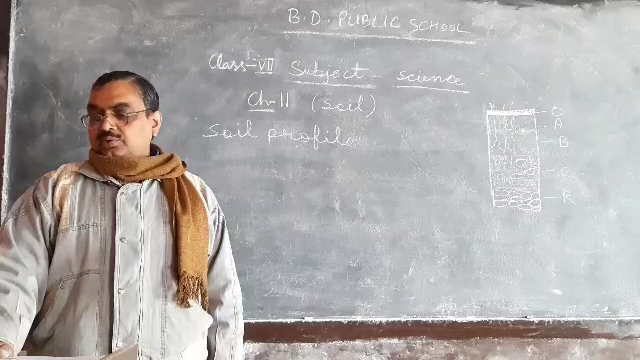 B.D. PUBLIC SCHOOL
Class-VII Subject - science
Ch-11 (Soil)
Soil profile
O
A
B
C
R